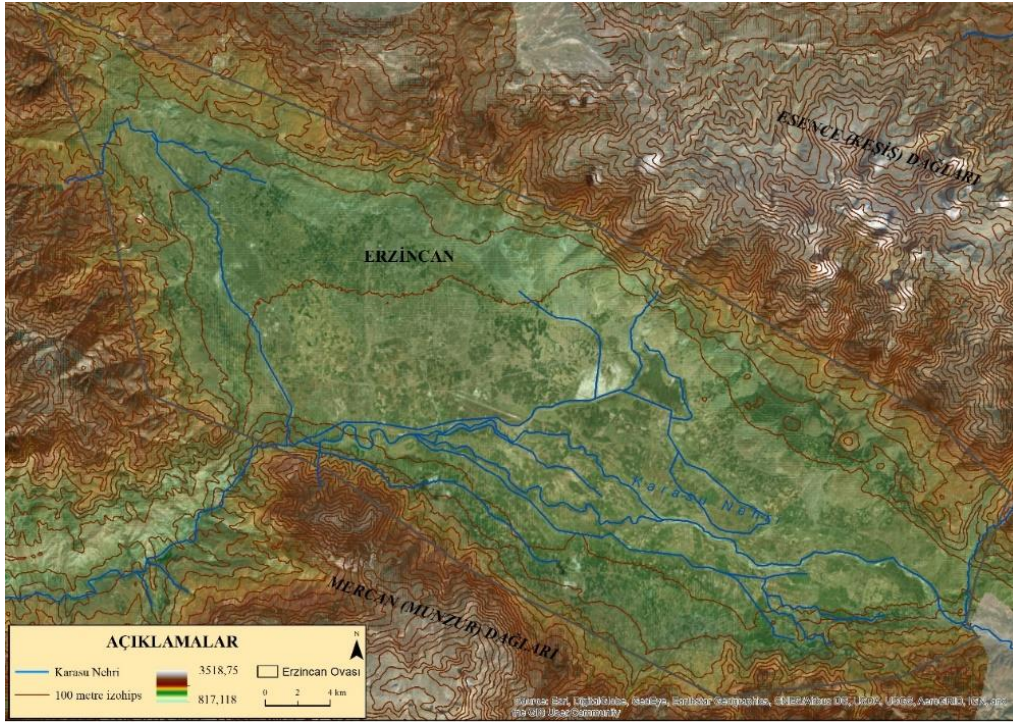 ESENCE (KEŞİŞ) DAĞLARI
ERZİNCAN
Karasu Nehri
MERCAN (MUNZUR) DAĞLARI
AÇIKLAMALAR
N
Karasu Nehri
3518,75
Erzincan Ovası
100 metre izohips
817,118
0 2 4 km
Source: Esri, DigitalGlobe, GeoEye, Earthstar Geographics, CNES/Airbus DS, USDA, USGS, AeroGRID, IGN, and
the GIS User Community